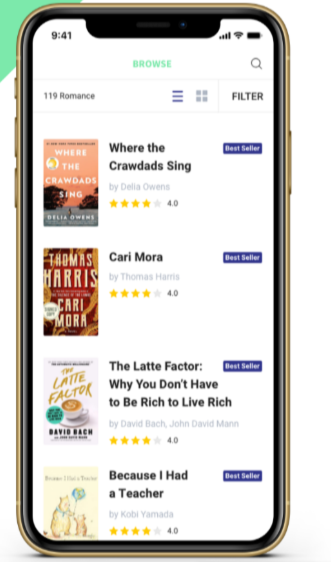 9:41
BROWSE
119 Romance
FILTER
WHERE
THE
CRAWDADS
SING
DELIA OWENS
Where the
Crawdads Sing
Best Seller
by Delia Owens
4.0
THOMAS
HARRIS
CARI
MORA
Cari Mora
Best Seller
by Thomas Harris
4.0
THE
LATTE
FACTOR
DAVID BACH
The Latte Factor:
Why You Don't Have
to Be Rich to Live Rich
Best Seller
by David Bach, John David Mann
4.0
Because I Had a Teacher
Because I Had
a Teacher
Best Seller
by Kobi Yamada
4.0